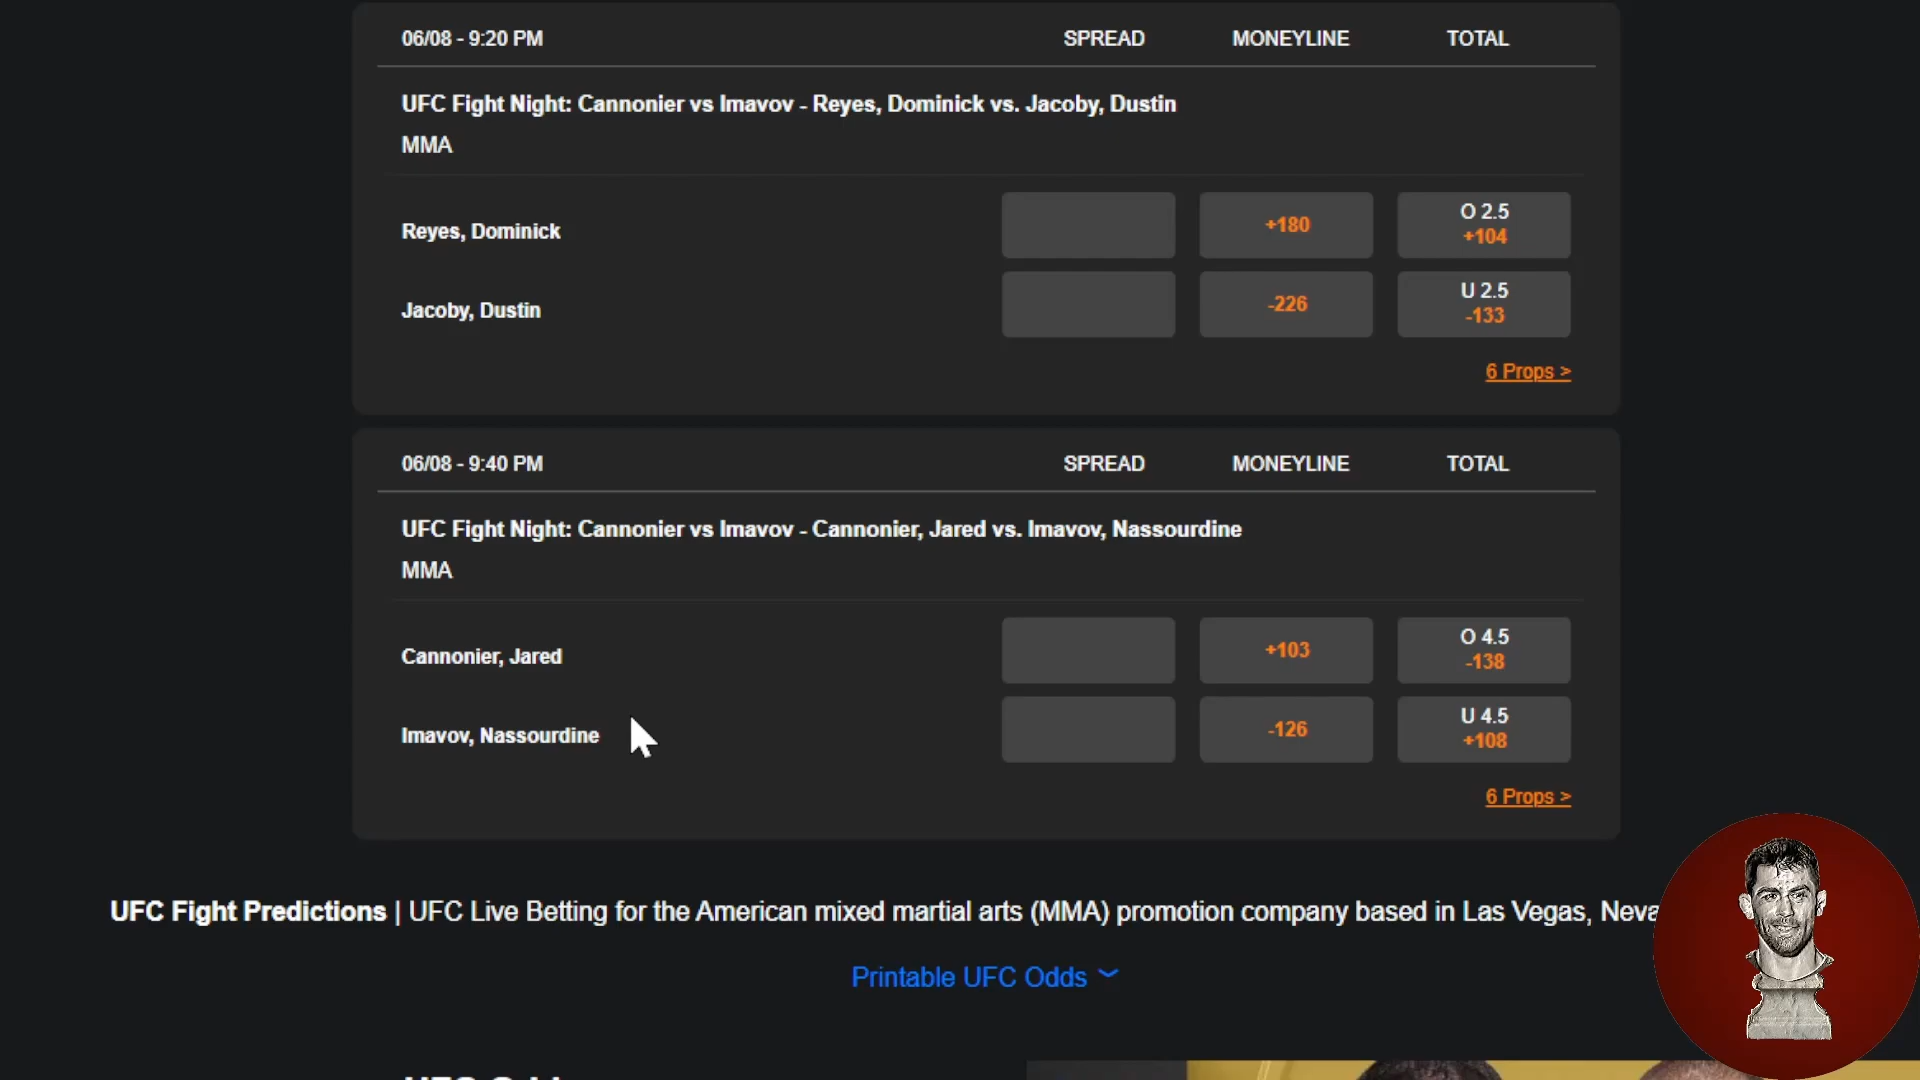 06/08 - 9:20 PM SPREAD MONEYLINE TOTAL
UFC Fight Night: Cannonier vs Imavov - Reyes, Dominick vs. Jacoby, Dustin
MMA
Reyes, Dominick +180 O 2.5 +104
Jacoby, Dustin -226 U 2.5 -133
6 Props >
06/08 - 9:40 PM SPREAD MONEYLINE TOTAL
UFC Fight Night: Cannonier vs Imavov - Cannonier, Jared vs. Imavov, Nassourdine
MMA
Cannonier, Jared +103 O 4.5 -138
Imavov, Nassourdine -126 U 4.5 +108
6 Props >
UFC Fight Predictions | UFC Live Betting for the American mixed martial arts (MMA) promotion company based in Las Vegas,
Printable UFC Odds